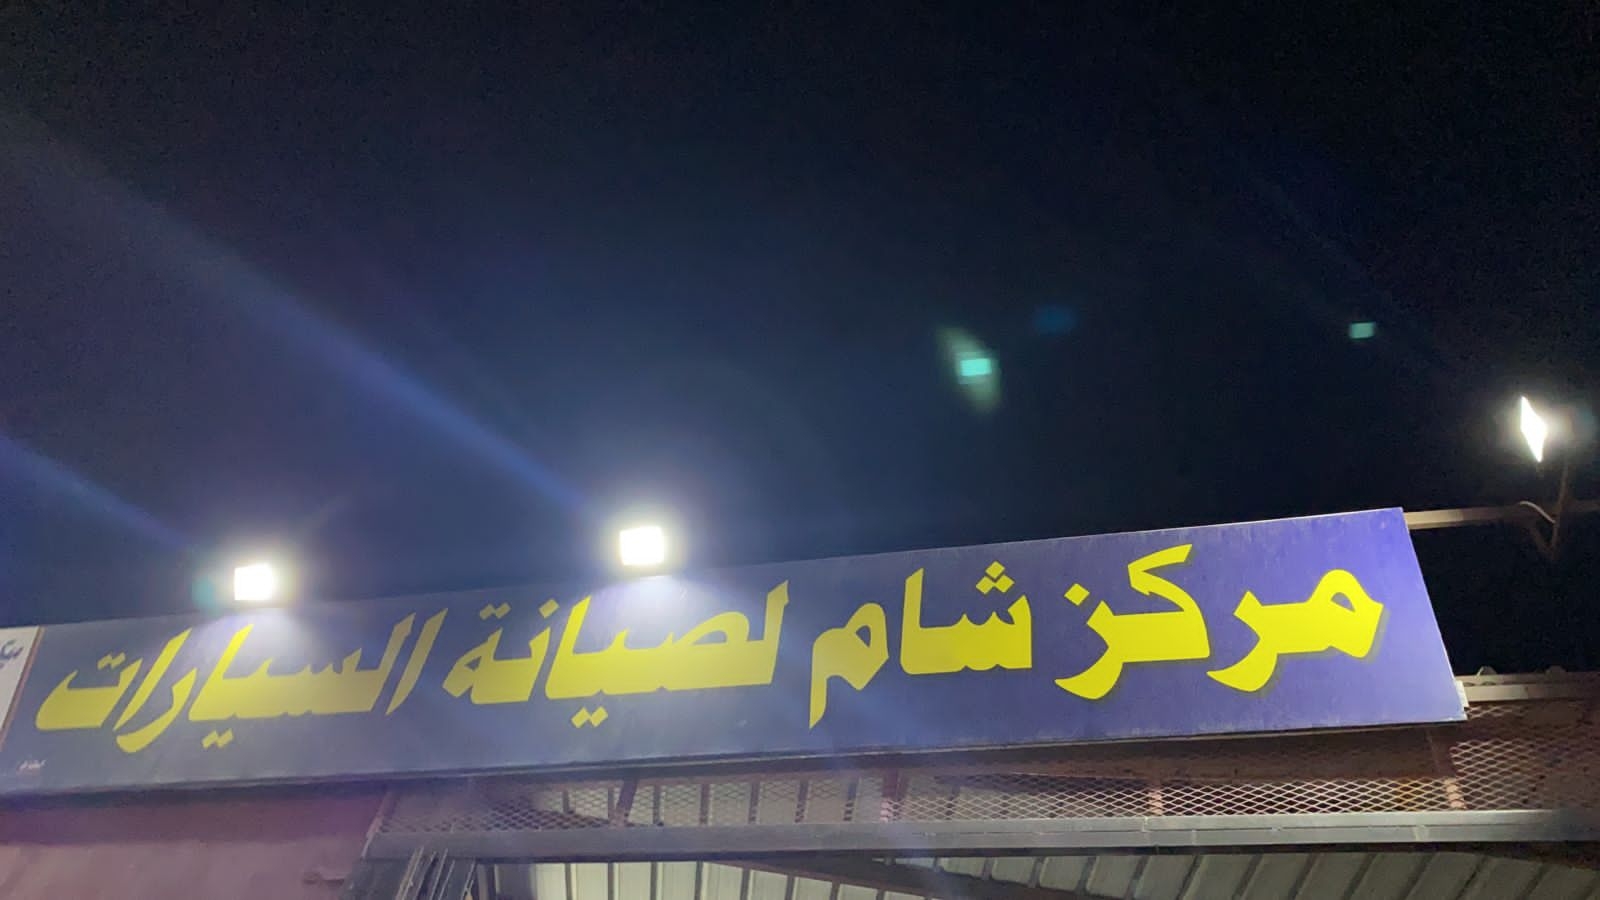 مركز شام لصيانة السيارات